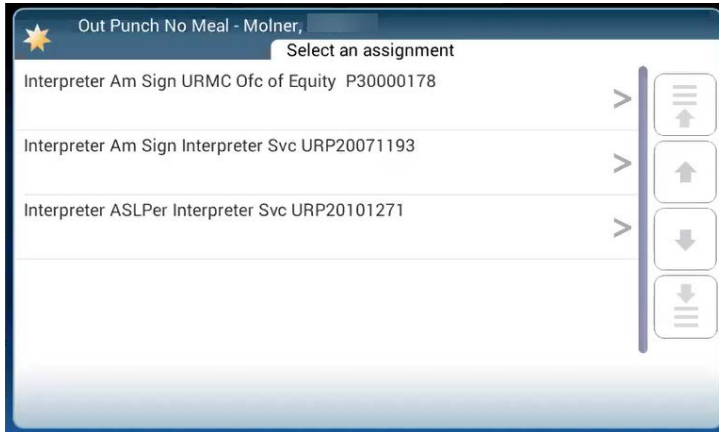 Out Punch No Meal - Molner,
Select an assignment
Interpreter Am Sign URMC Ofc of Equity  P30000178
Interpreter Am Sign Interpreter Svc URP20071193
Interpreter ASLPer Interpreter Svc URP20101271